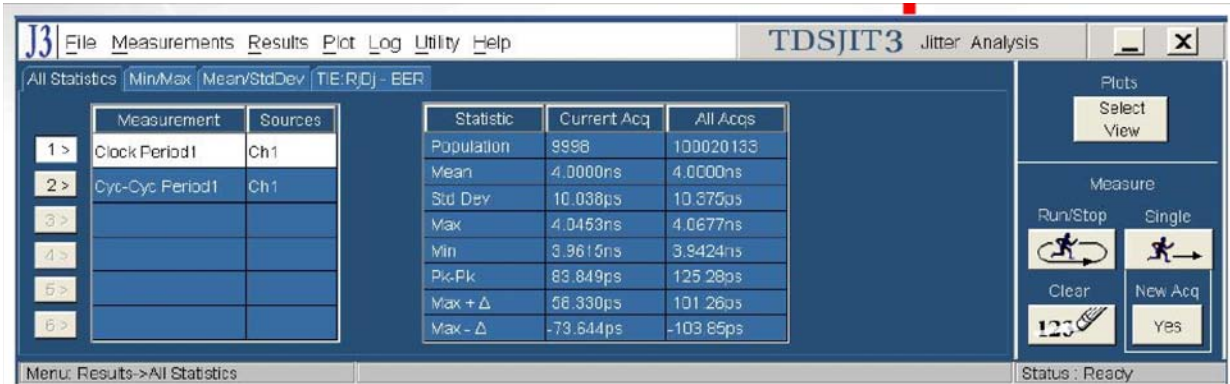 J3 File Measurements Results Plot Log Utility Help TDSJIT3 Jitter Analysis
All Statistics Min/Max Mean/StdDev TIE:RjDj - BER
Plots
Select View
Measurement Sources
1 > Clock Period1 Ch1
2 > Cyc-Cyc Period1 Ch1
3 >
4 >
5 >
6 >
Statistic Current Acq All Acqs
Population 9998 100020133
Mean 4.0000ns 4.0000ns
Std Dev 10.038ps 10.375ps
Max 4.0453ns 4.0677ns
Min 3.9615ns 3.9424ns
Pk-Pk 83.849ps 125.28ps
Max + Δ 58.330ps 101.26ps
Max - Δ -73.644ps -103.85ps
Measure
Run/Stop Single
Clear New Acq
123 Yes
Menu: Results->All Statistics Status : Ready